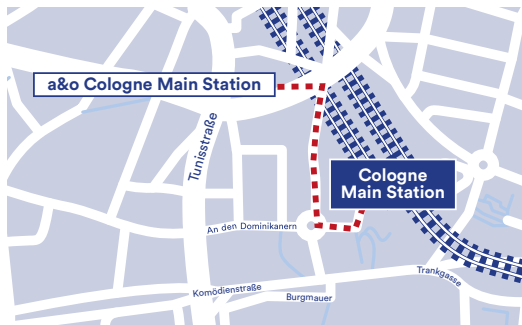 a&o Cologne Main Station
Tunisstraße
Cologne
Main Station
An den Dominikanern
Trankgasse
Komödienstraße
Burgmauer